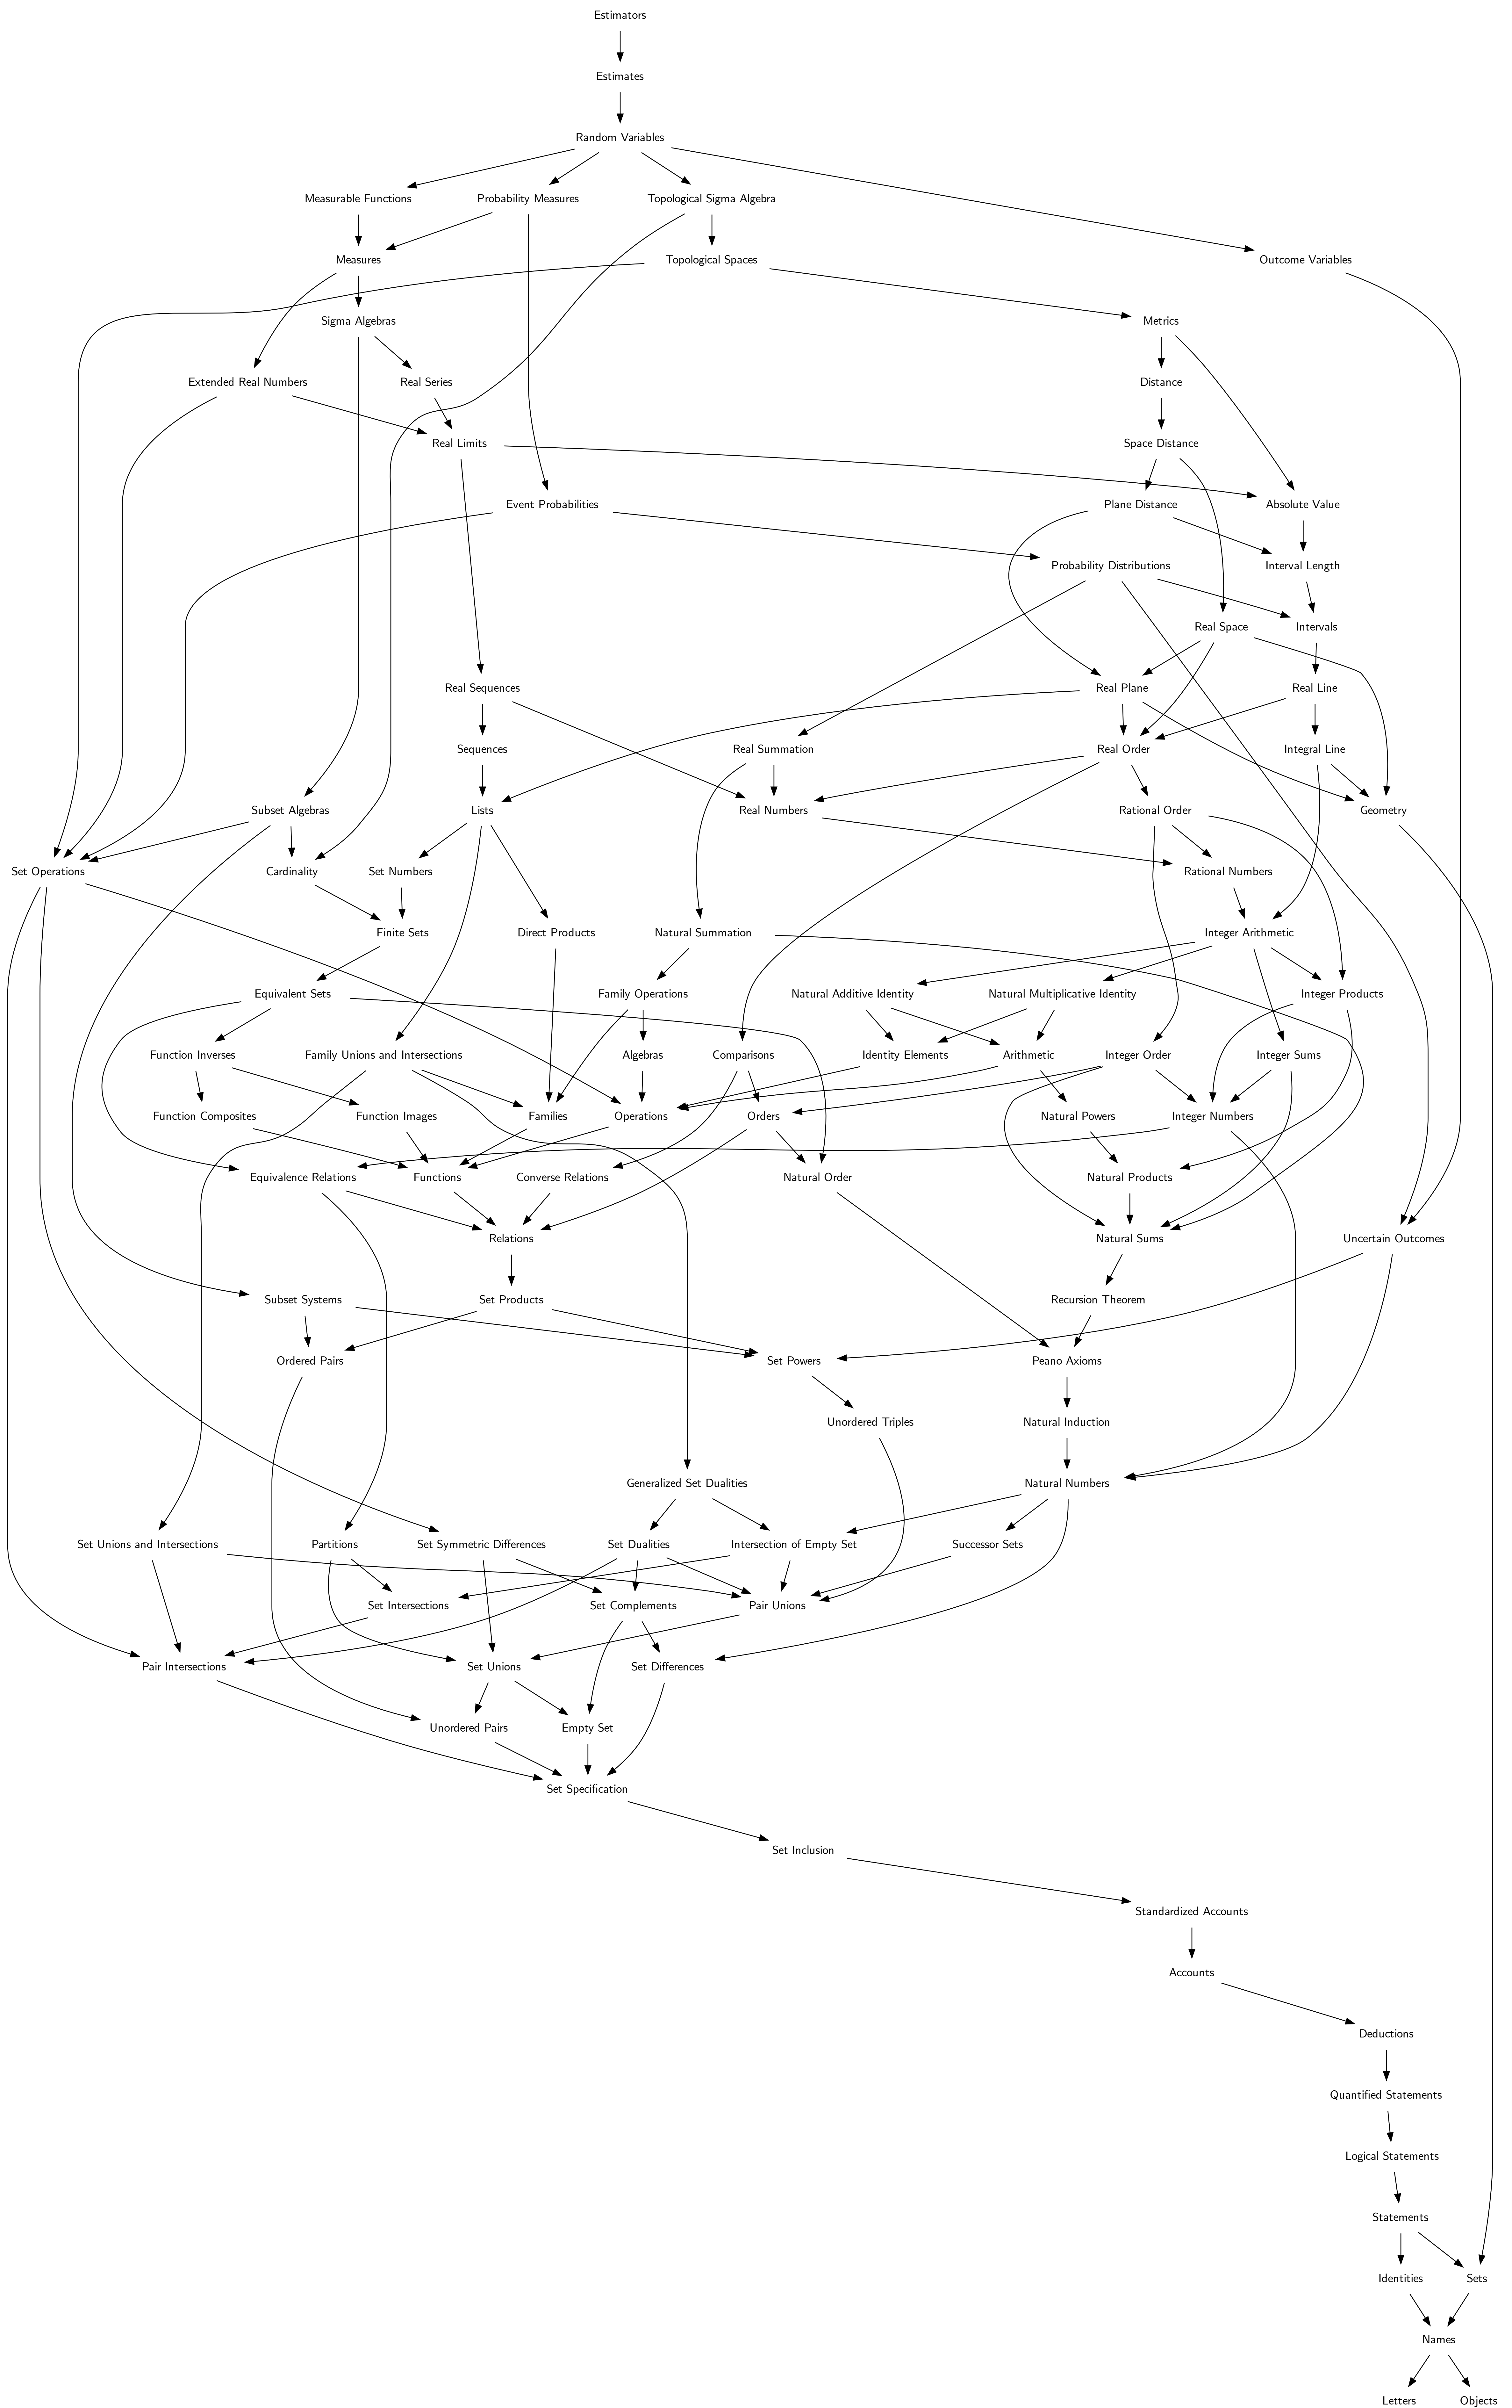 Estimators
Estimates
Random Variables
Measurable Functions
Probability Measures
Topological Sigma Algebra
Measures
Topological Spaces
Outcome Variables
Sigma Algebras
Metrics
Extended Real Numbers
Real Series
Distance
Real Limits
Space Distance
Event Probabilities
Plane Distance
Absolute Value
Probability Distributions
Interval Length
Real Space
Intervals
Real Sequences
Real Plane
Real Line
Sequences
Real Summation
Real Order
Integral Line
Subset Algebras
Lists
Real Numbers
Rational Order
Geometry
Set Operations
Cardinality
Set Numbers
Rational Numbers
Finite Sets
Direct Products
Natural Summation
Integer Arithmetic
Equivalent Sets
Family Operations
Natural Additive Identity
Natural Multiplicative Identity
Integer Products
Function Inverses
Family Unions and Intersections
Algebras
Comparisons
Identity Elements
Arithmetic
Integer Order
Integer Sums
Function Composites
Function Images
Families
Operations
Orders
Natural Powers
Integer Numbers
Equivalence Relations
Functions
Converse Relations
Natural Order
Natural Products
Relations
Natural Sums
Uncertain Outcomes
Subset Systems
Set Products
Recursion Theorem
Ordered Pairs
Set Powers
Peano Axioms
Unordered Triples
Natural Induction
Generalized Set Dualities
Natural Numbers
Set Unions and Intersections
Partitions
Set Symmetric Differences
Set Dualities
Intersection of Empty Set
Successor Sets
Set Intersections
Set Complements
Pair Unions
Pair Intersections
Set Unions
Set Differences
Unordered Pairs
Empty Set
Set Specification
Set Inclusion
Standardized Accounts
Accounts
Deductions
Quantified Statements
Logical Statements
Statements
Identities
Sets
Names
Letters
Objects